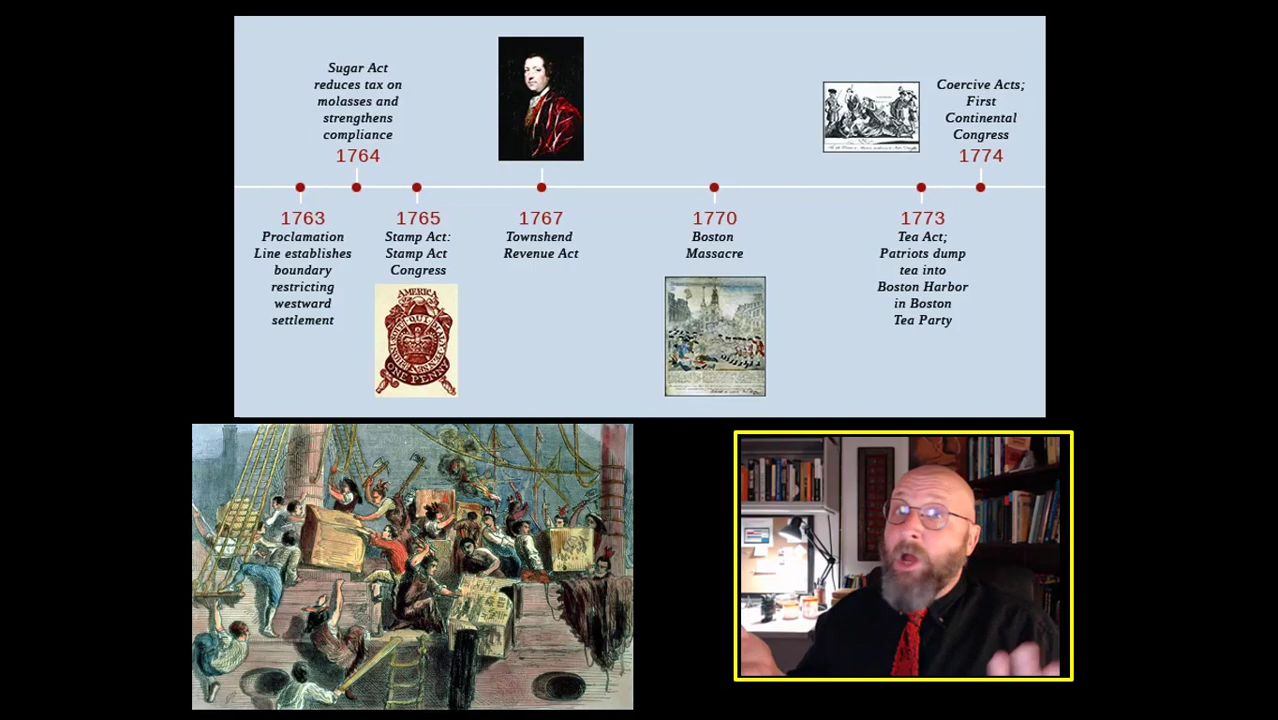 Sugar Act
reduces tax on
molasses and
strengthens
compliance
1764
Coercive Acts;
First
Continental
Congress
1774
1763
Proclamation
Line establishes
boundary
restricting
westward
settlement
1765
Stamp Act:
Stamp Act
Congress
AMERICA
ONE PENNY
1767
Townshend
Revenue Act
1770
Boston
Massacre
1773
Tea Act;
Patriots dump
tea into
Boston Harbor
in Boston
Tea Party